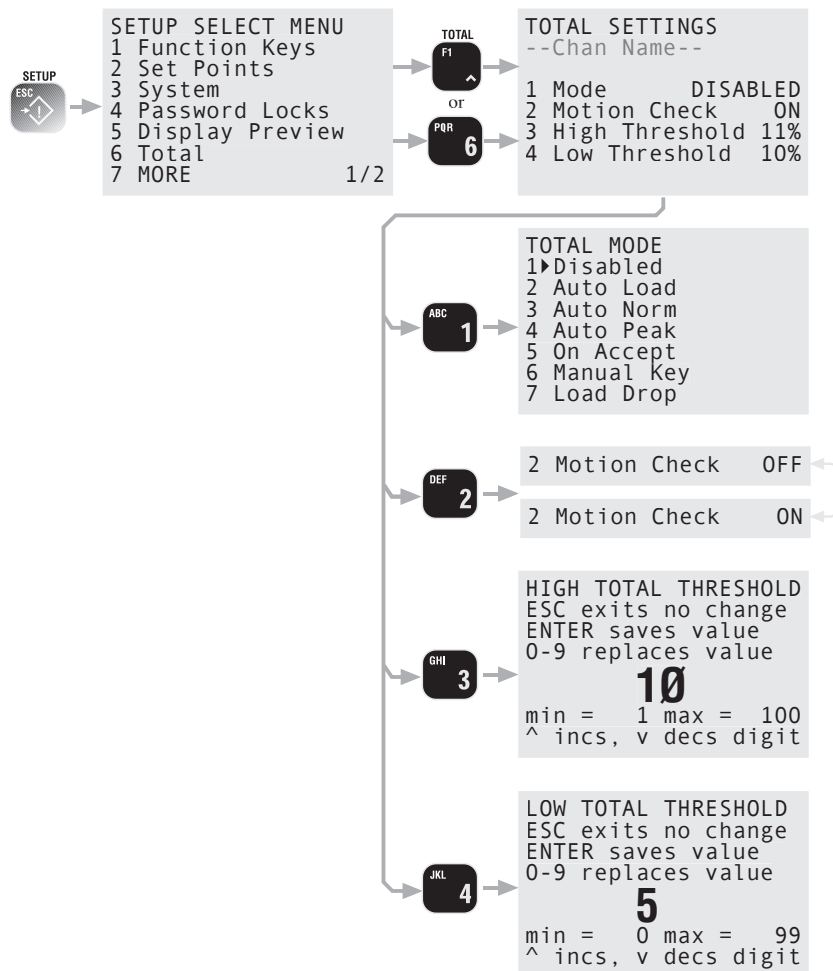 SETUP
ESC
SETUP SELECT MENU
1 Function Keys
2 Set Points
3 System
4 Password Locks
5 Display Preview
6 Total
7 MORE 1/2
TOTAL
F1
^
or
PQR
6
TOTAL SETTINGS
--Chan Name--
1 Mode DISABLED
2 Motion Check ON
3 High Threshold 11%
4 Low Threshold 10%
ABC
1
TOTAL MODE
1▸Disabled
2 Auto Load
3 Auto Norm
4 Auto Peak
5 On Accept
6 Manual Key
7 Load Drop
DEF
2
2 Motion Check OFF
2 Motion Check ON
GHI
3
HIGH TOTAL THRESHOLD
ESC exits no change
ENTER saves value
0-9 replaces value
10
min = 1 max = 100
^ incs, v decs digit
JKL
4
LOW TOTAL THRESHOLD
ESC exits no change
ENTER saves value
0-9 replaces value
5
min = 0 max = 99
^ incs, v decs digit